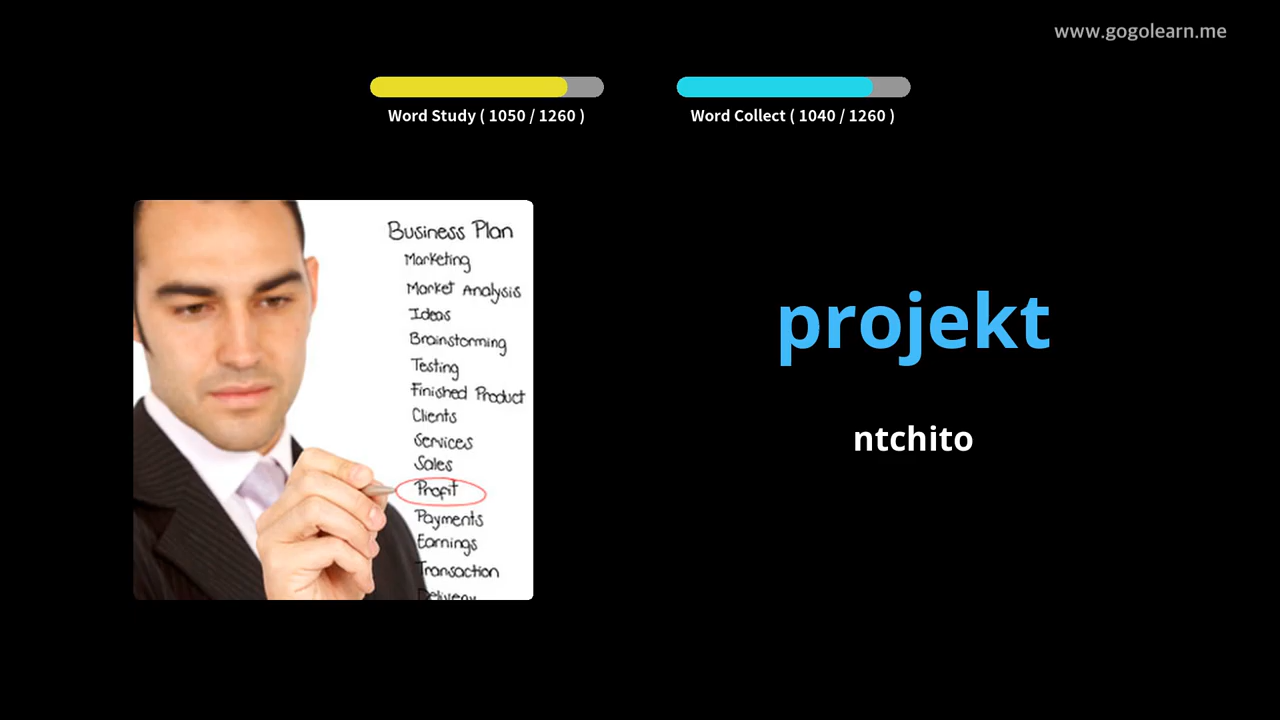 www.gogolearn.me
Word Study ( 1050 / 1260 )
Word Collect ( 1040 / 1260 )
Business Plan
Marketing
Market Analysis
Ideas
Brainstorming
Testing
Finished Product
Clients
Services
Sales
Profit
Payments
Earnings
Transaction
Delivery
projekt
ntchito